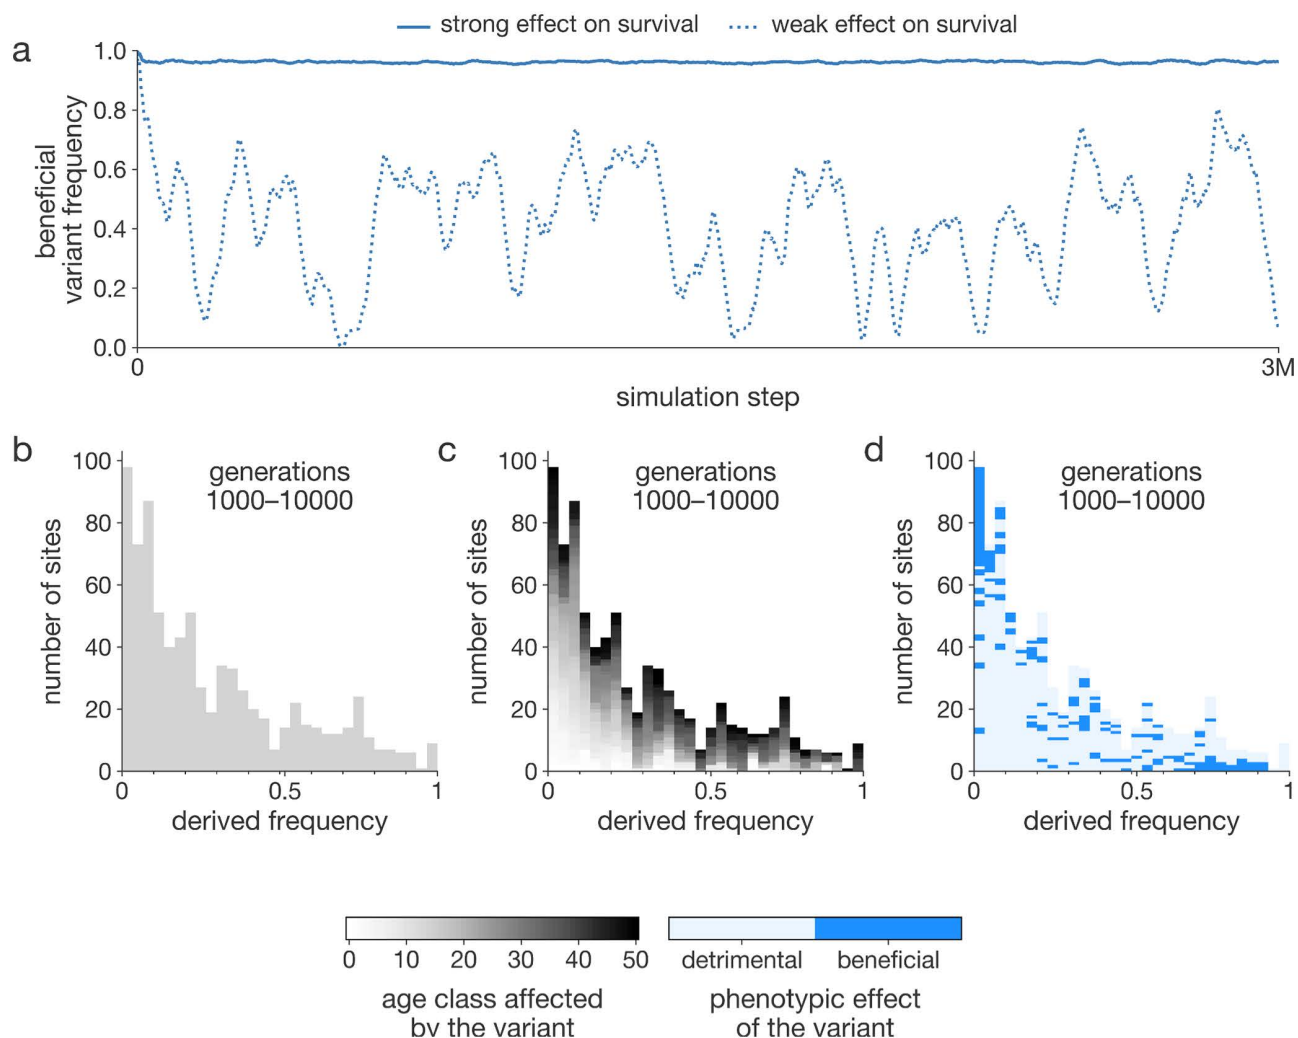 strong effect on survival
weak effect on survival
a
beneficial
variant frequency
1.0
0.8
0.6
0.4
0.2
0.0
0
3M
simulation step
b
number of sites
100
80
60
40
20
0
generations
1000–10000
0
0.5
1
derived frequency
c
number of sites
100
80
60
40
20
0
generations
1000–10000
0
0.5
1
derived frequency
d
number of sites
100
80
60
40
20
0
generations
1000–10000
0
0.5
1
derived frequency
0 10 20 30 40 50
age class affected
by the variant
detrimental beneficial
phenotypic effect
of the variant